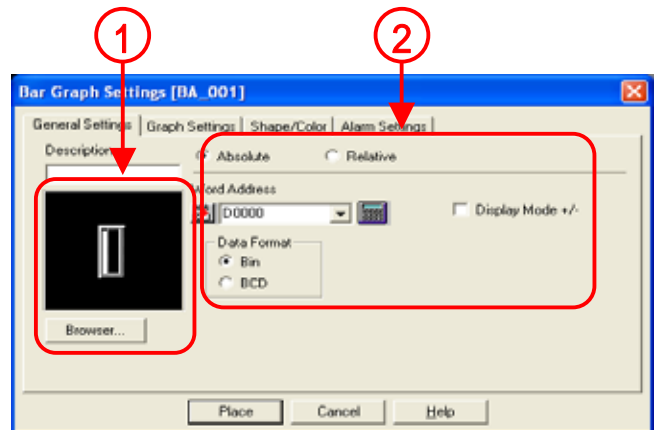 1 2
Bar Graph Settings [BA_001]
General Settings Graph Settings Shape/Color Alarm Settings
Description Absolute Relative
Word Address
D0000 Display Mode +/-
Data Format
Bin
BCD
Browser...
Place Cancel Help